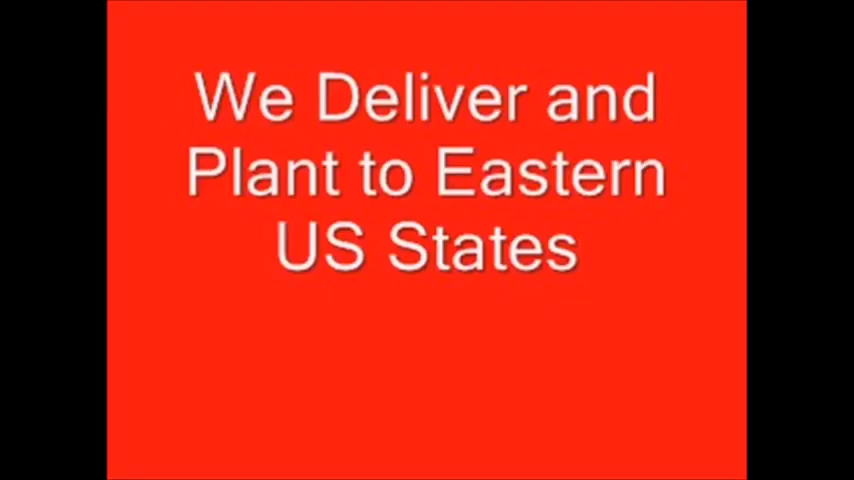 We Deliver and
Plant to Eastern
US States